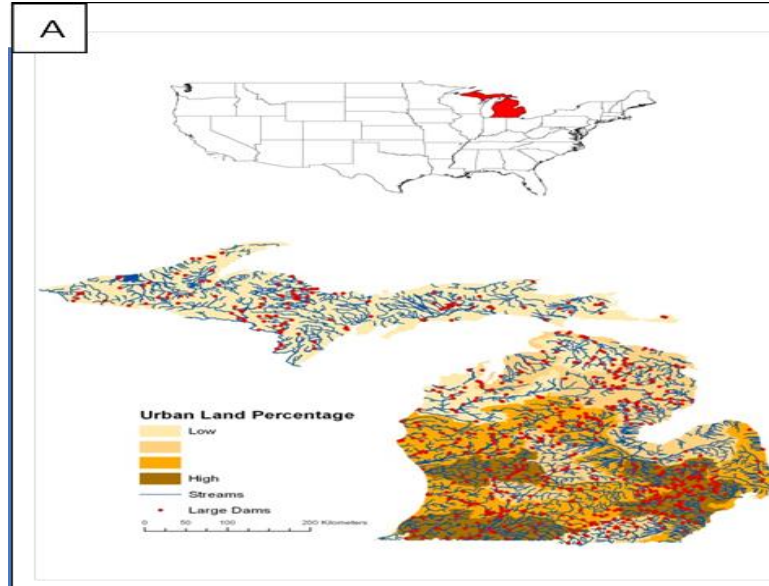 A
Urban Land Percentage
Low
High
Streams
Large Dams
0 50 100 200 Kilometers